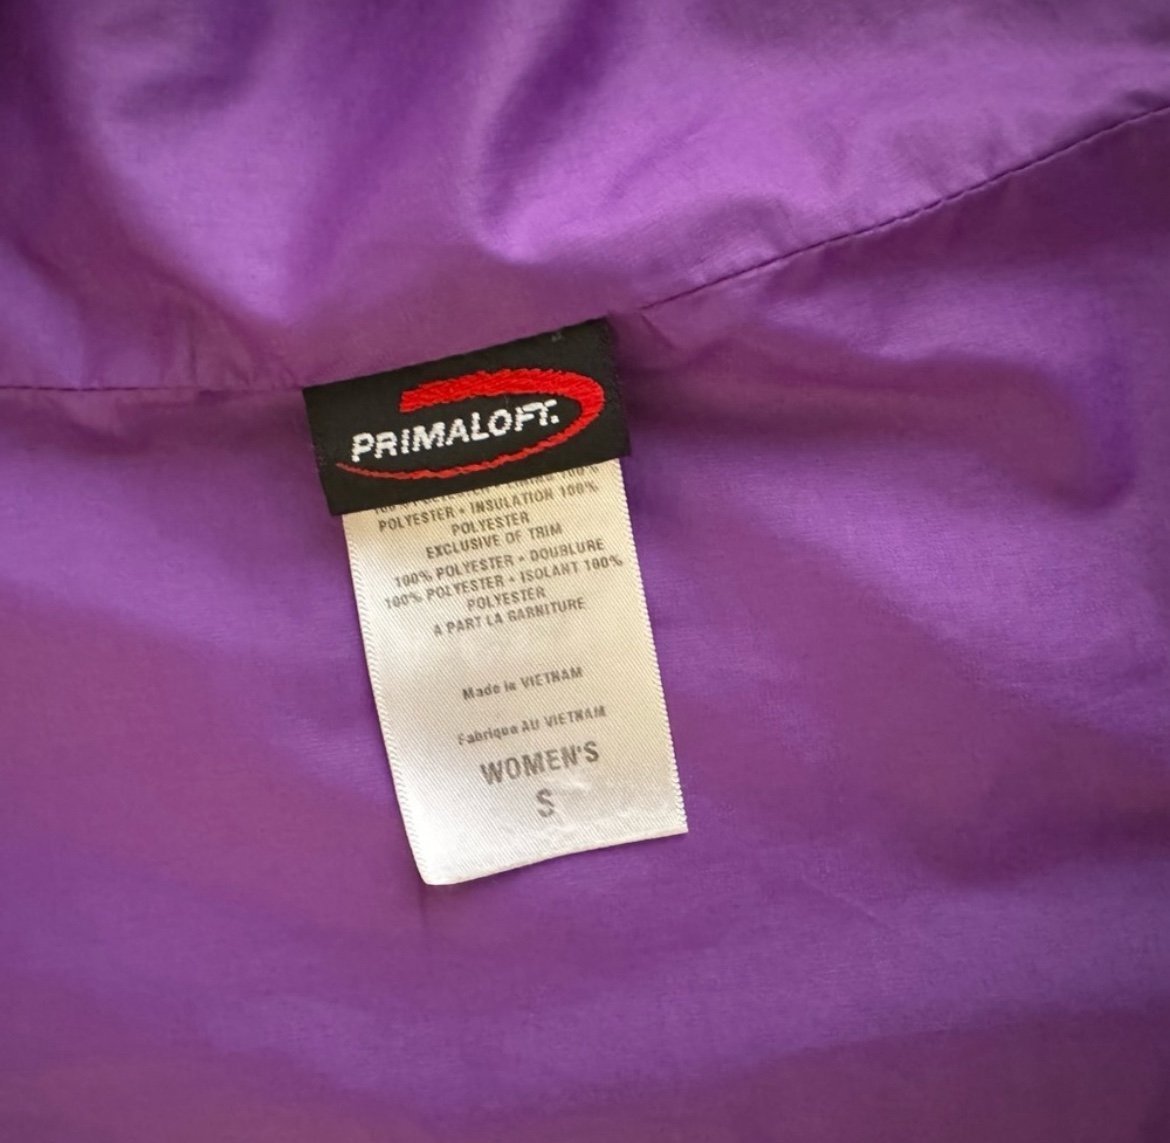 PRIMALOFT.
POLYESTER • INSULATION 100%
POLYESTER
EXCLUSIVE OF TRIM
100% POLYESTER • DOUBLURE
100% POLYESTER • ISOLANT 100%
POLYESTER
A PART LA GARNITURE
Made in VIETNAM
Fabrique AU VIETNAM
WOMEN'S
S